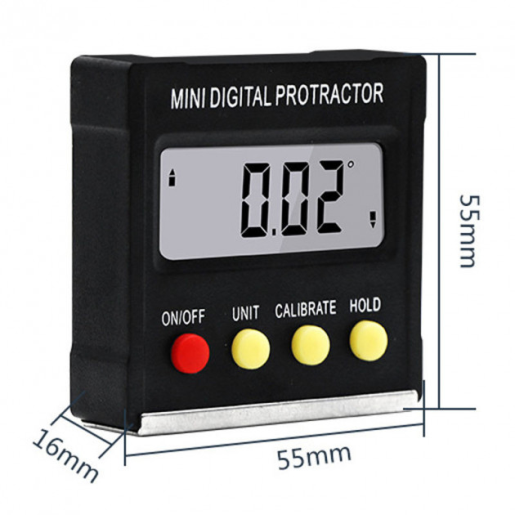 MINI DIGITAL PROTRACTOR
0.02°
ON/OFF UNIT CALIBRATE HOLD
55mm
16mm
55mm